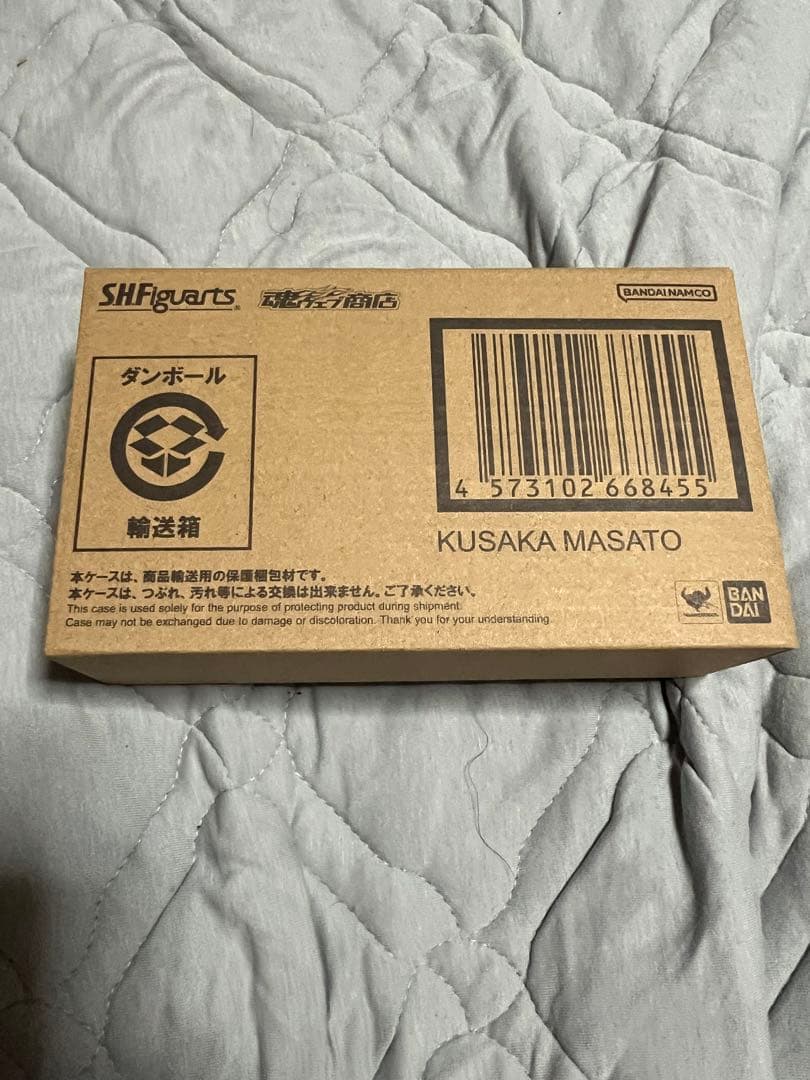 S.H.Figuarts
魂ウェブ商店
BANDAI NAMCO
ダンボール
輸送箱
4 573102 668455
KUSAKA MASATO
本ケースは、商品輸送用の保護梱包材です。
本ケースは、つぶれ、汚れ等による交換は出来ません。ご了承ください。
This case is used solely for the purpose of protecting product during shipment.
Case may not be exchanged due to damage or discoloration. Thank you for your understanding.
BAN
DAI